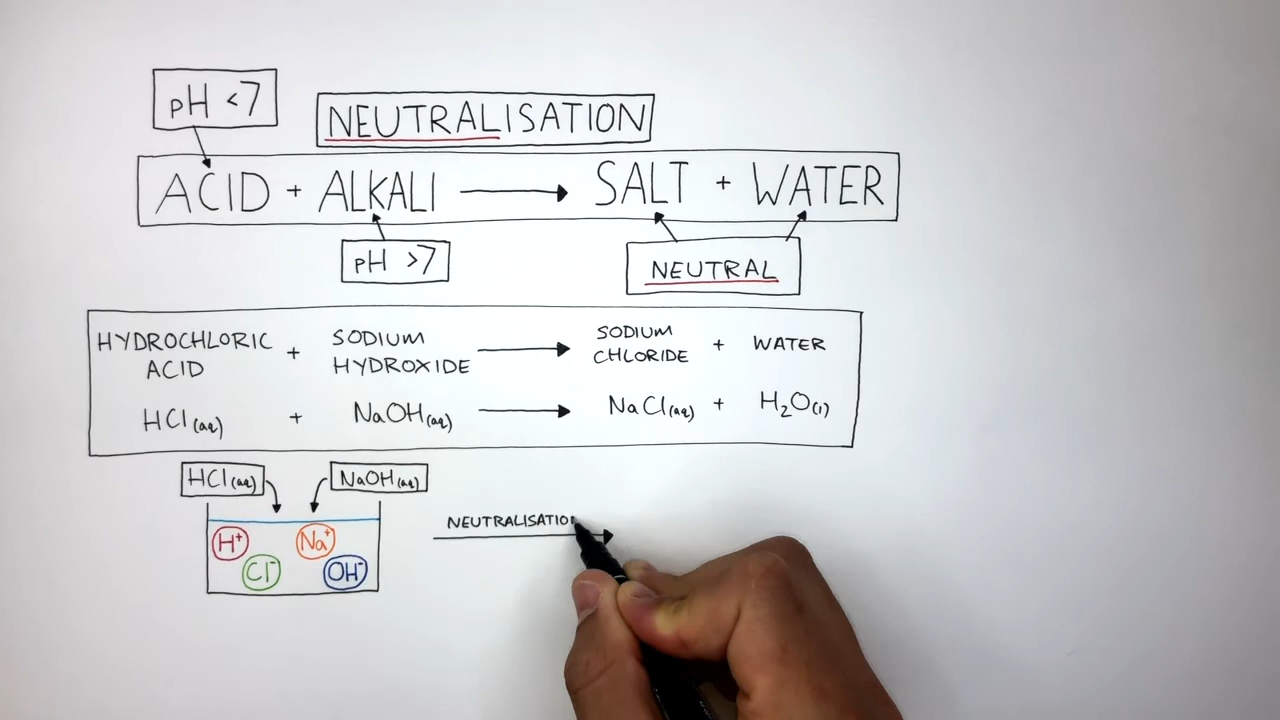 pH <7
NEUTRALISATION
ACID + ALKALI → SALT + WATER
pH >7
NEUTRAL
HYDROCHLORIC ACID + SODIUM HYDROXIDE → SODIUM CHLORIDE + WATER
HCl(aq) + NaOH(aq) → NaCl(aq) + H₂O(l)
HCl(aq)
NaOH(aq)
NEUTRALISATION
H⁺
Na⁺
Cl⁻
OH⁻